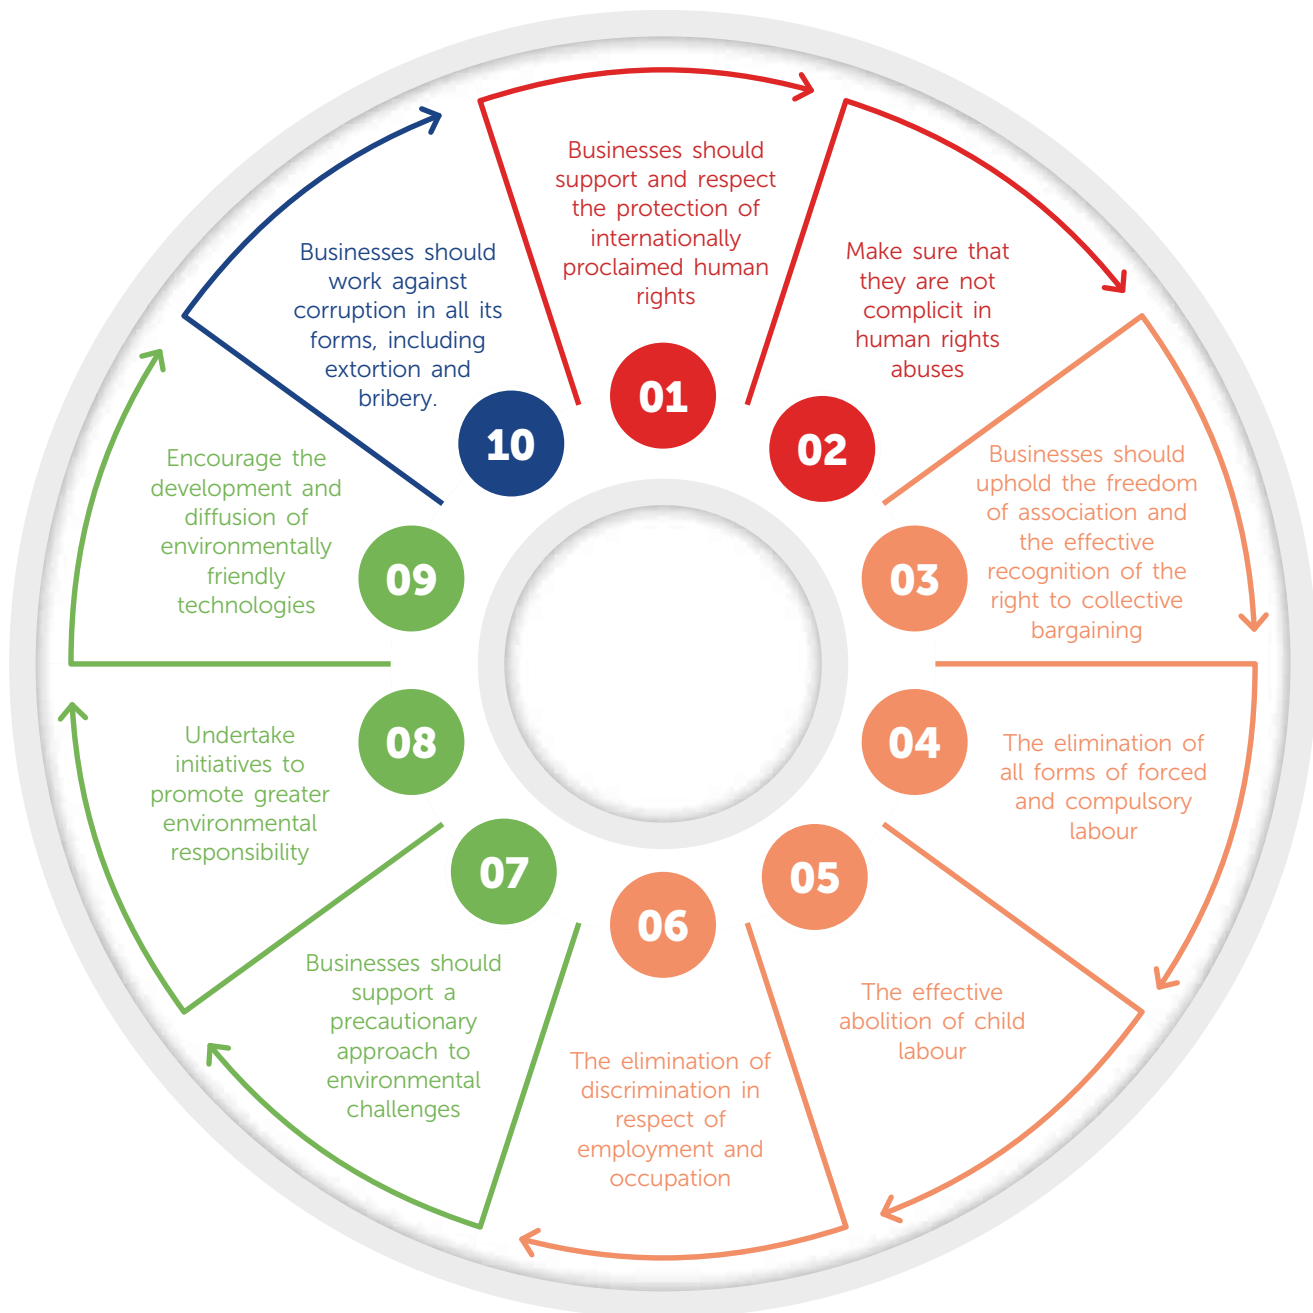 Businesses should
support and respect
the protection of
internationally
proclaimed human
rights
01
Make sure that
they are not
complicit in
human rights
abuses
02
Businesses should
uphold the freedom
of association and
the effective
recognition of the
right to collective
bargaining
03
The elimination of
all forms of forced
and compulsory
labour
04
The effective
abolition of child
labour
05
The elimination of
discrimination in
respect of
employment and
occupation
06
Businesses should
support a
precautionary
approach to
environmental
challenges
07
Undertake
initiatives to
promote greater
environmental
responsibility
08
Encourage the
development and
diffusion of
environmentally
friendly
technologies
09
Businesses should
work against
corruption in all its
forms, including
extortion and
bribery.
10